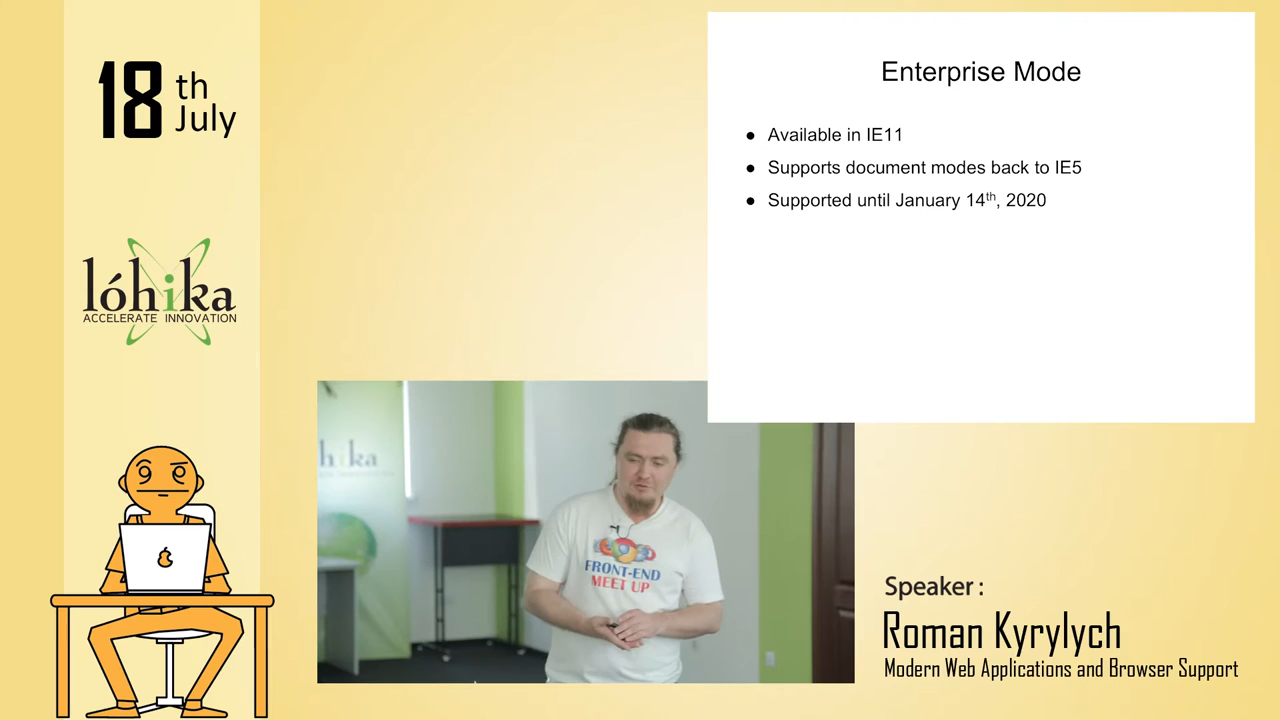 18 th
July
lóhika
ACCELERATE INNOVATION
Enterprise Mode
● Available in IE11
● Supports document modes back to IE5
● Supported until January 14th, 2020
hika
FRONT-END
MEET UP
Speaker :
Roman Kyrylych
Modern Web Applications and Browser Support